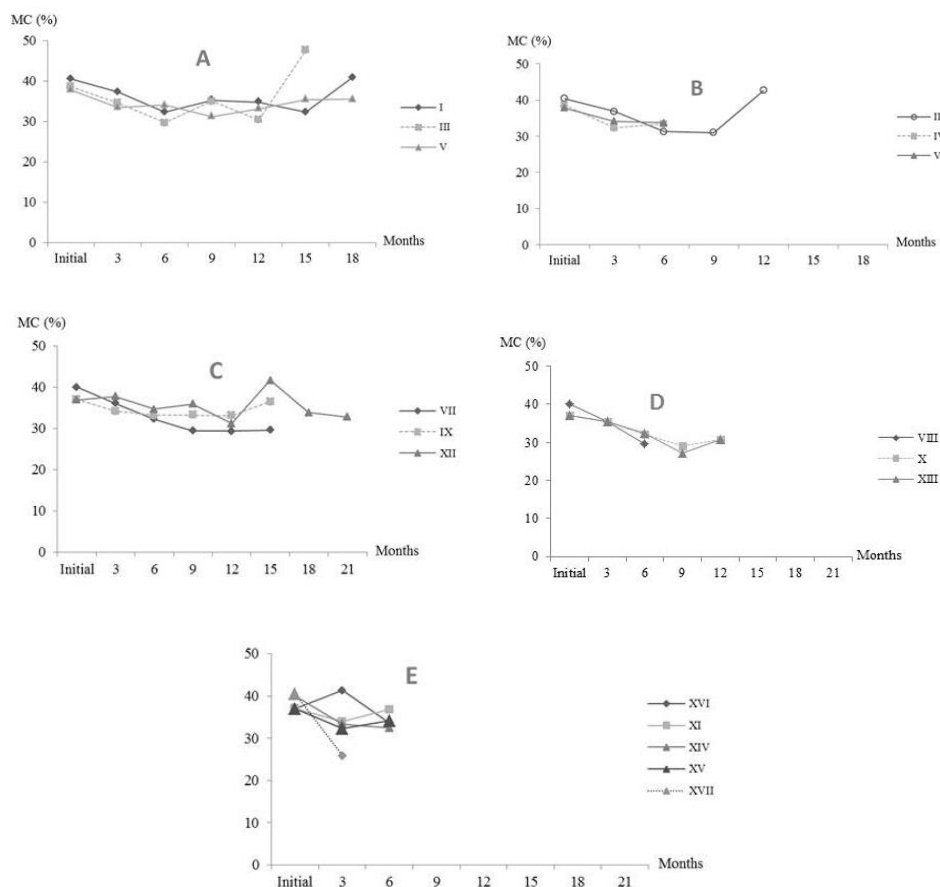 MC (%)
A
50
40
30
20
10
0
Initial 3 6 9 12 15 18
Months
I
III
V
MC (%)
B
50
40
30
20
10
0
Initial 3 6 9 12 15 18
Months
II
IV
V
MC (%)
C
50
40
30
20
10
0
Initial 3 6 9 12 15 18 21
Months
VII
IX
XII
MC (%)
D
50
40
30
20
10
0
Initial 3 6 9 12 15 18 21
Months
VIII
X
XIII
MC (%)
E
50
40
30
20
10
0
Initial 3 6 9 12 15 18 21
Months
XVI
XI
XIV
XV
XVII